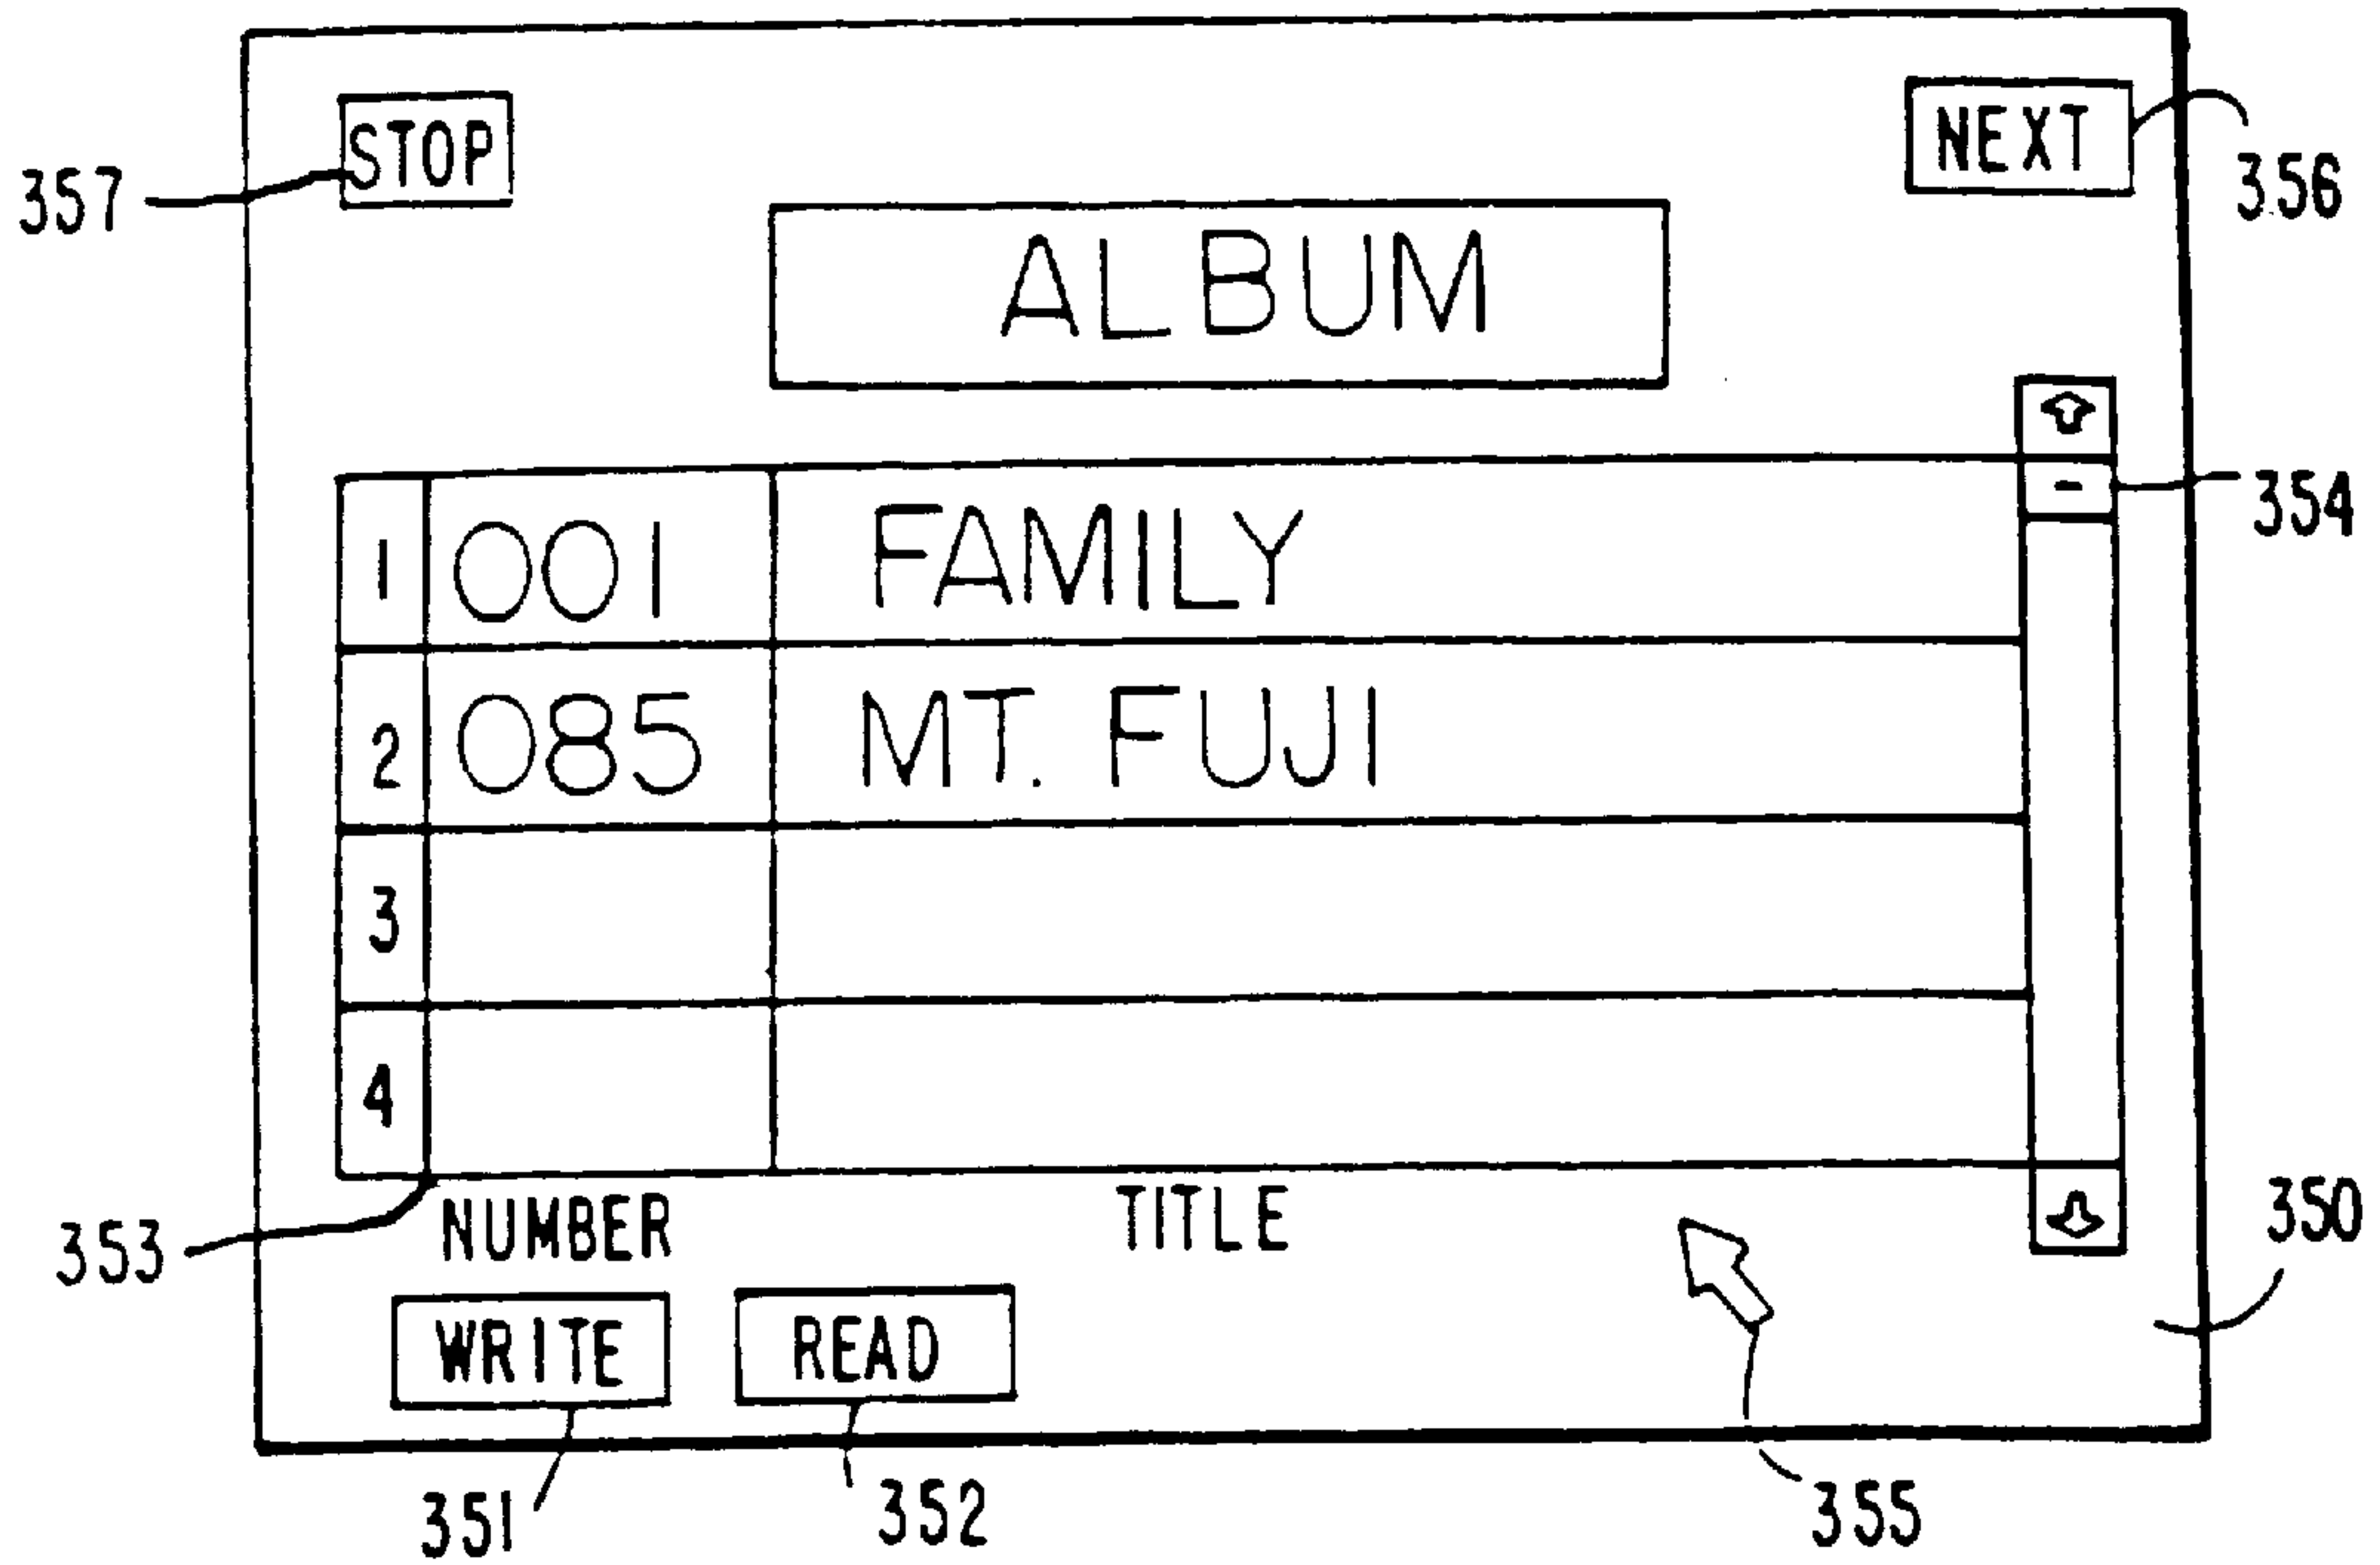 STOP
NEXT
357
356
ALBUM
354
1 001 FAMILY
2 085 MT. FUJI
3
4
353
NUMBER TITLE
350
WRITE READ
351 352 355